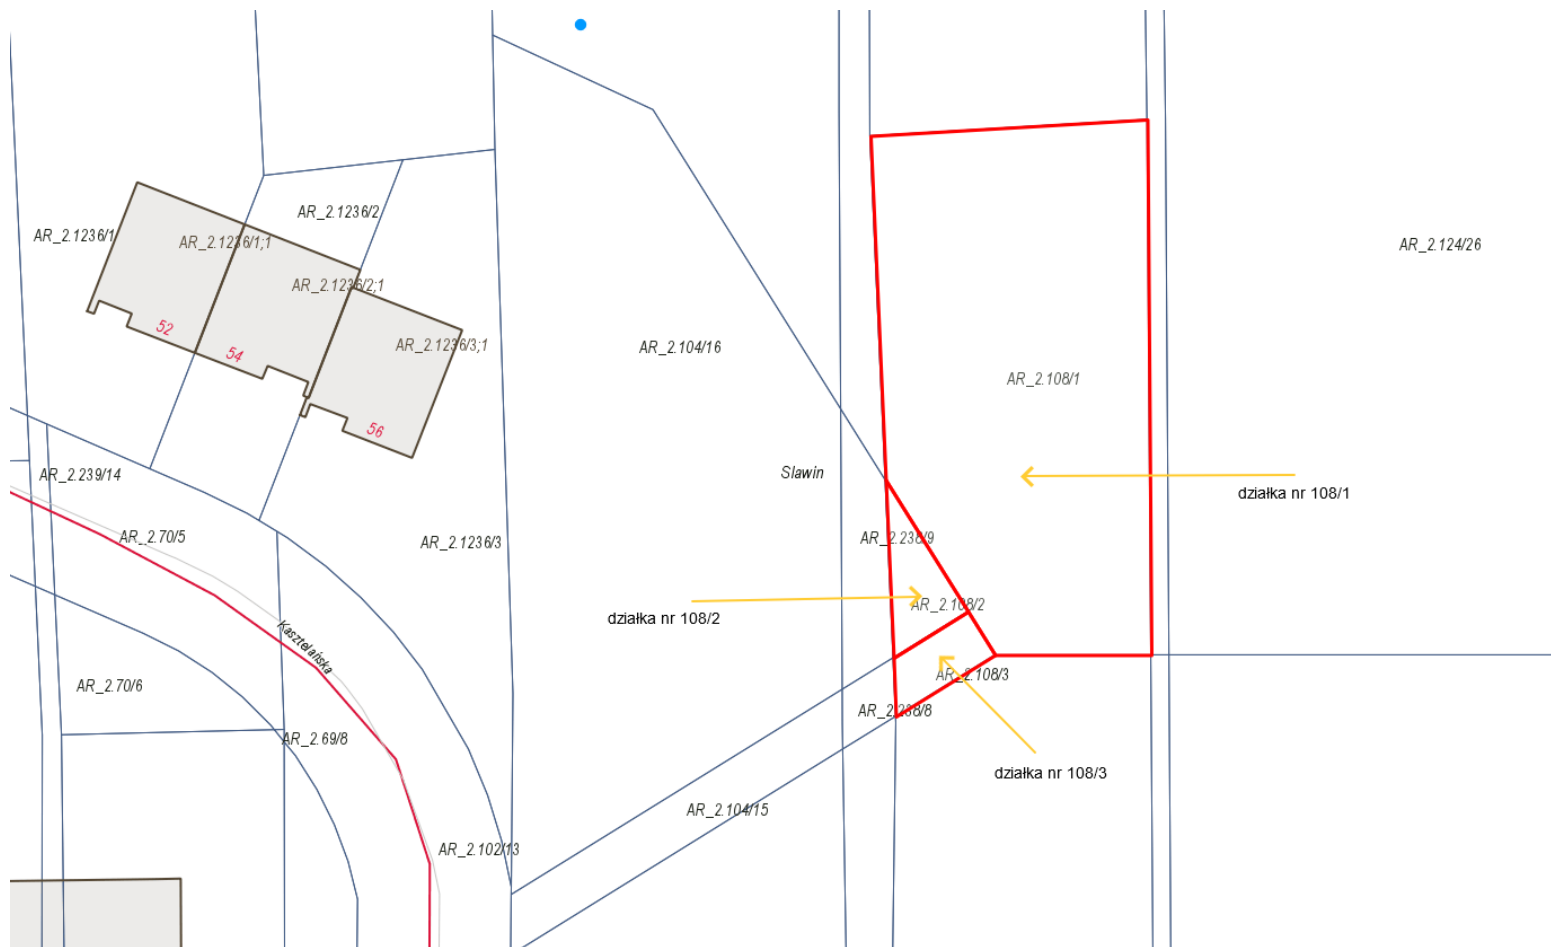 AR_2.1236/2
AR_2.1236/1
AR_2.1236/1;1
AR_2.124/26
AR_2.1236/2;1
52
54
AR_2.1236/3;1
AR_2.104/16
AR_2.108/1
56
AR_2.239/14
Slawin
działka nr 108/1
AR_2.70/5
AR_2.1236/3
AR_2.238/9
AR_2.108/2
działka nr 108/2
Kasztelańska
AR_2.70/6
AR_2.108/3
AR_2.238/8
AR_2.69/8
działka nr 108/3
AR_2.104/15
AR_2.102/13